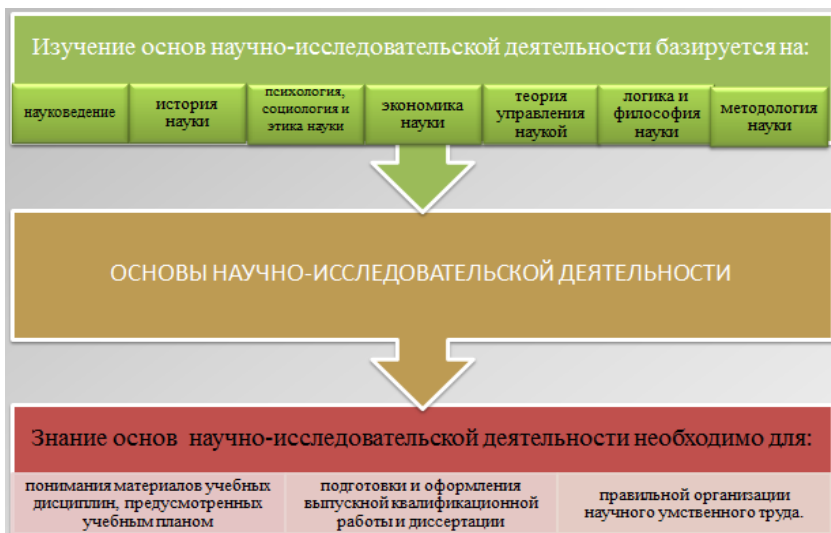 Изучение основ научно-исследовательской деятельности базируется на:
науковедение
история
науки
психология,
социология и
этика науки
экономика
науки
теория
управления
наукой
логика и
философия
науки
методология
науки
ОСНОВЫ НАУЧНО-ИССЛЕДОВАТЕЛЬСКОЙ ДЕЯТЕЛЬНОСТИ
Знание основ научно-исследовательской деятельности необходимо для:
понимания материалов учебных
дисциплин, предусмотренных
учебным планом
подготовки и оформления
выпускной квалификационной
работы и диссертации
правильной организации
научного умственного труда.